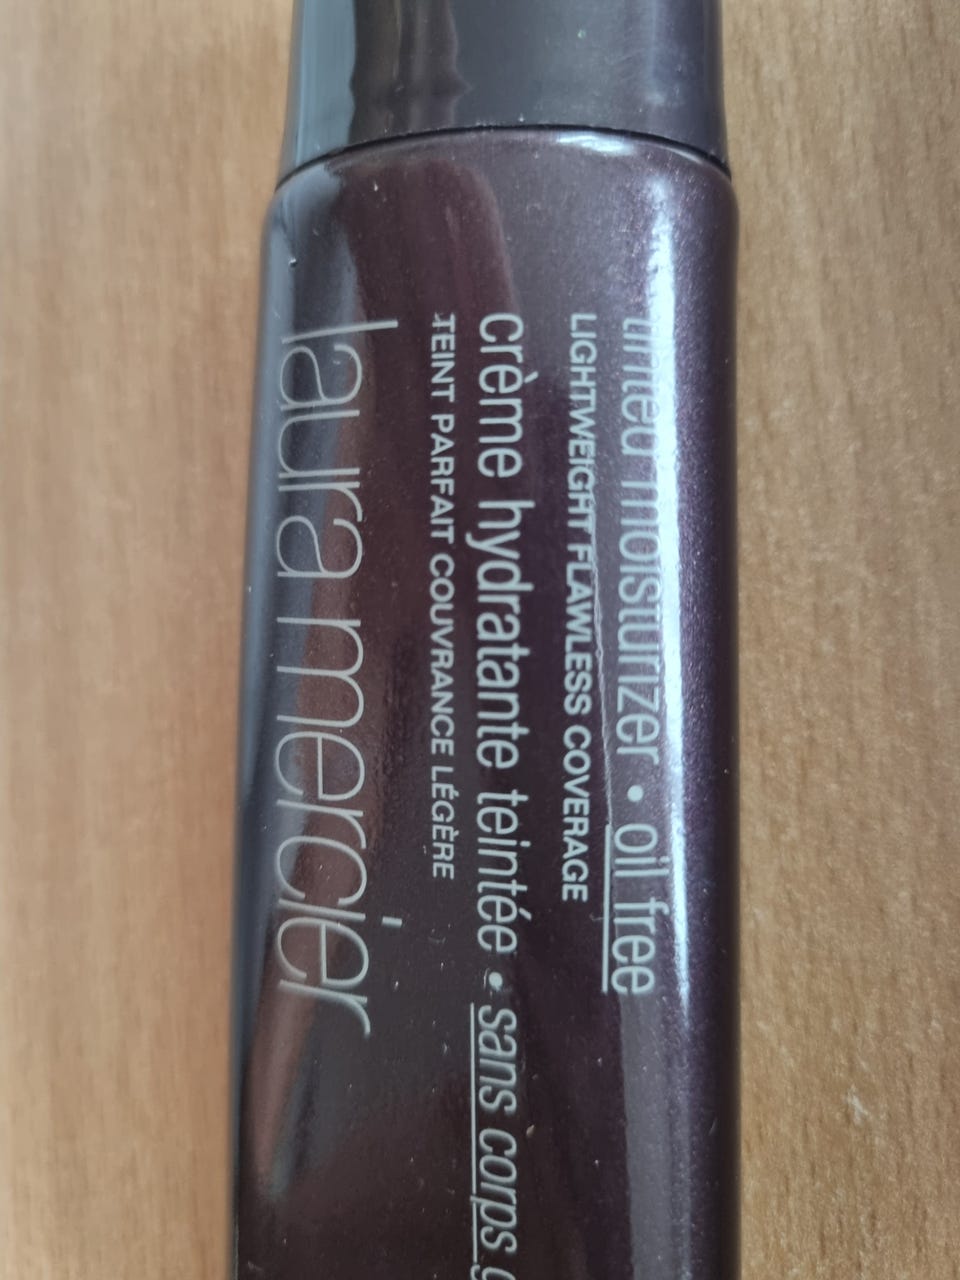 tinted moisturizer • oil free
LIGHTWEIGHT FLAWLESS COVERAGE
crème hydratante teintée • sans corps
TEINT PARFAIT COUVRANCE LÉGÈRE
laura mercier